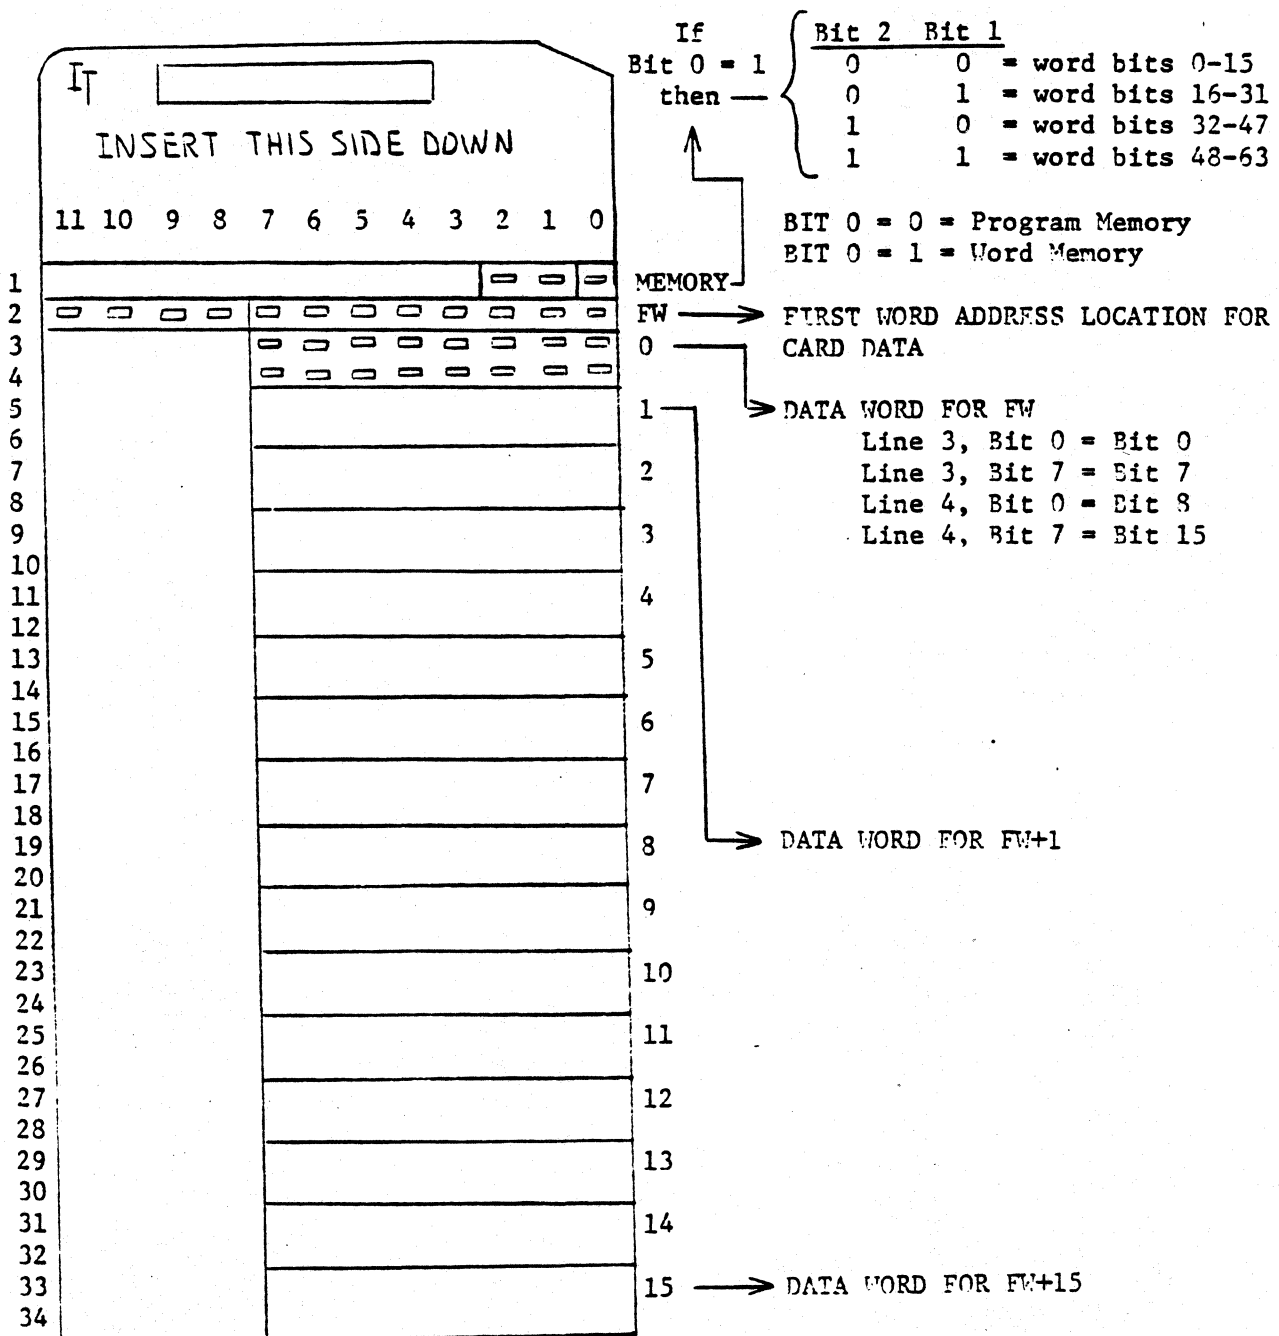 If
Bit 0 = 1
then
Bit 2 Bit 1
0 0 = word bits 0-15
0 1 = word bits 16-31
1 0 = word bits 32-47
1 1 = word bits 48-63
BIT 0 = 0 = Program Memory
BIT 0 = 1 = Word Memory
IT
INSERT THIS SIDE DOWN
11 10 9 8 7 6 5 4 3 2 1 0
1 MEMORY
2 FW FIRST WORD ADDRESS LOCATION FOR
CARD DATA
3 0
4
DATA WORD FOR FW
Line 3, Bit 0 = Bit 0
Line 3, Bit 7 = Bit 7
Line 4, Bit 0 = Bit 8
Line 4, Bit 7 = Bit 15
5 1
6
7 2
8
9 3
10
11 4
12
13 5
14
15 6
16
17 7
18
19 8 DATA WORD FOR FW+1
20
21 9
22
23 10
24
25 11
26
27 12
28
29 13
30
31 14
32
33 15 DATA WORD FOR FW+15
34